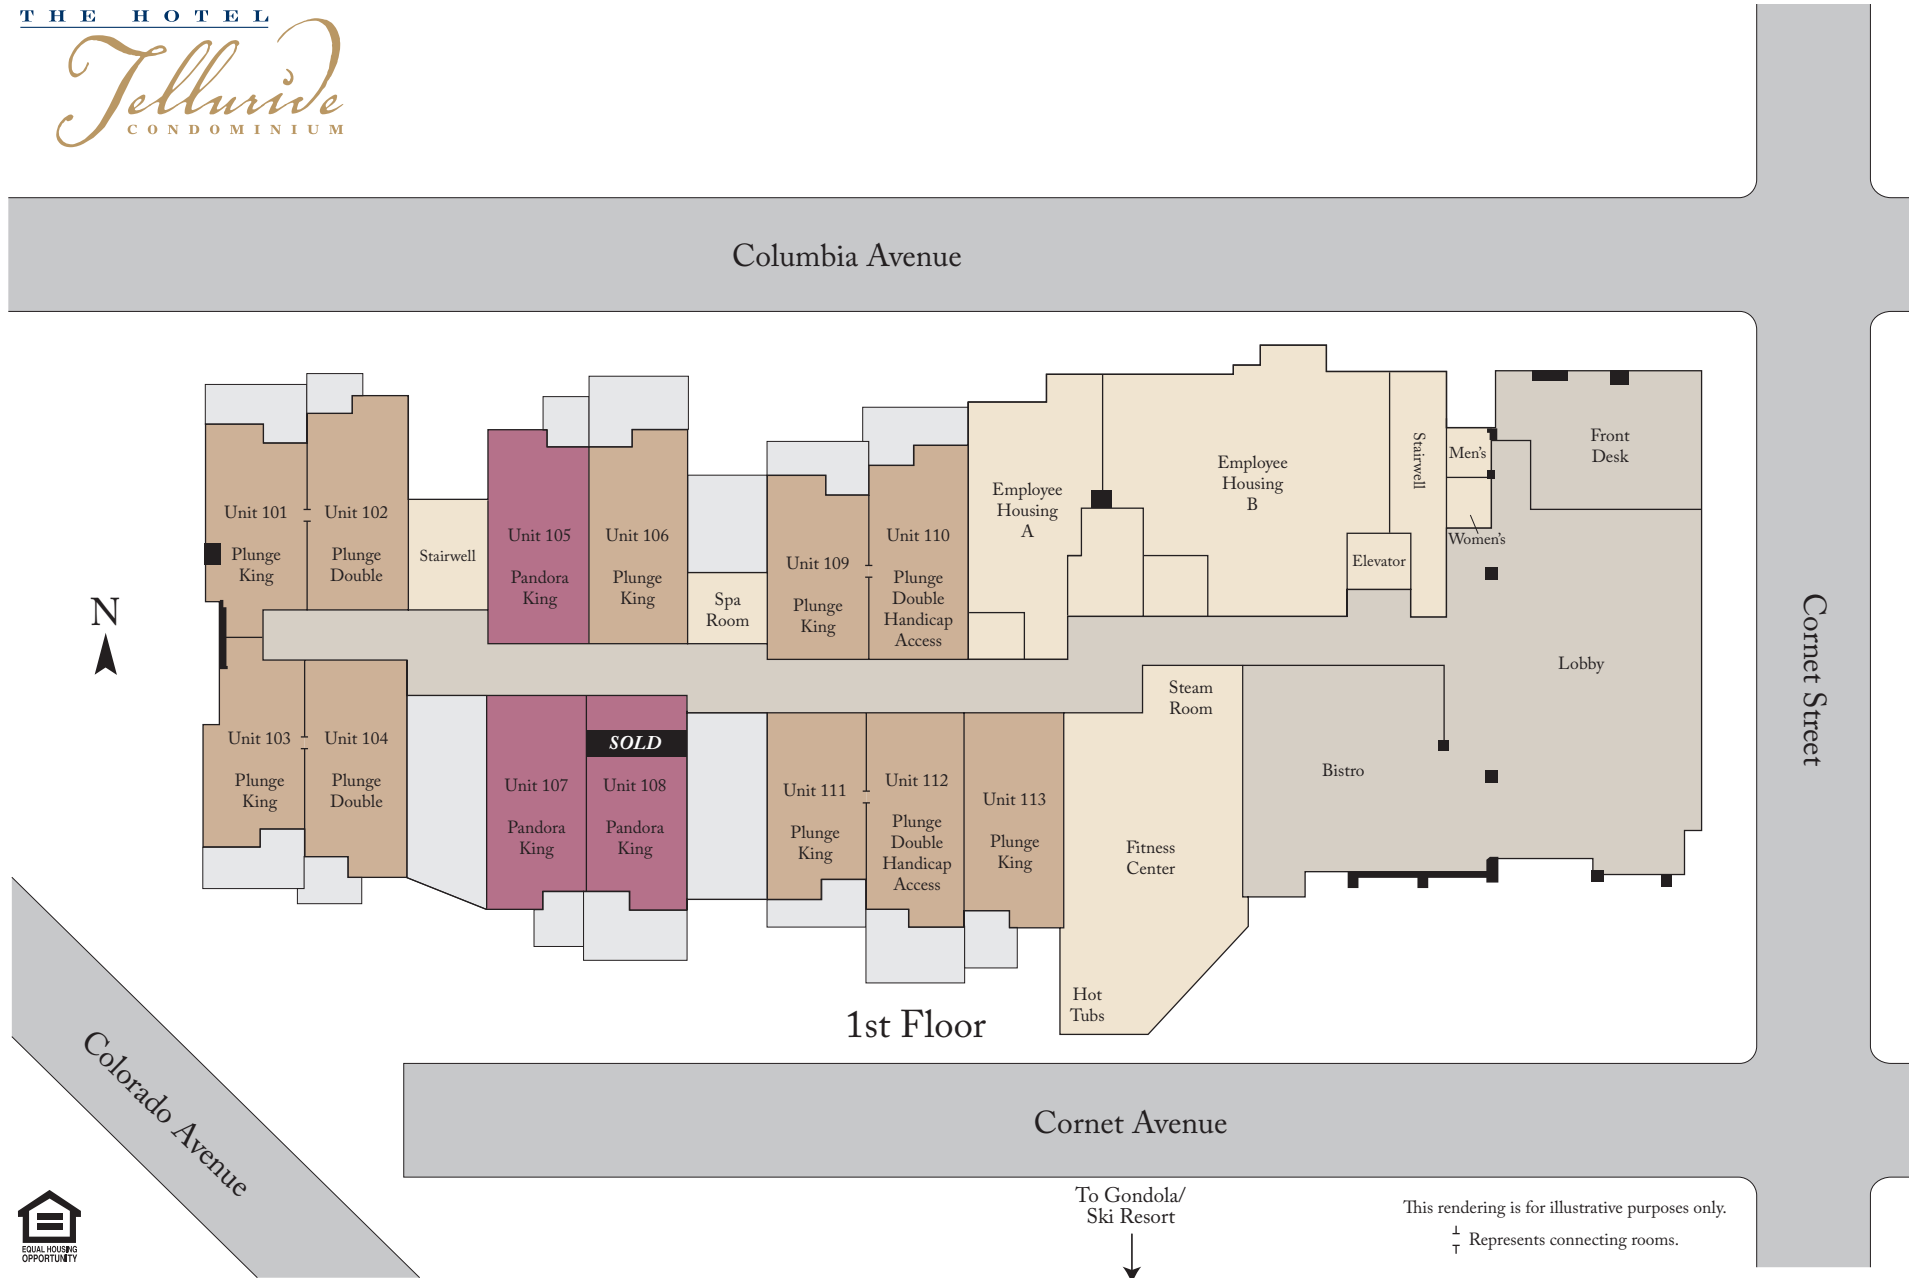 THE HOTEL
Telluride
CONDOMINIUM
Columbia Avenue
Cornet Street
N
Unit 101
Plunge
King
Unit 102
Plunge
Double
Stairwell
Unit 105
Pandora
King
Unit 106
Plunge
King
Spa
Room
Unit 109
Plunge
King
Unit 110
Plunge
Double
Handicap
Access
Employee
Housing
A
Employee
Housing
B
Stairwell
Elevator
Men's
Women's
Front
Desk
Lobby
Unit 103
Plunge
King
Unit 104
Plunge
Double
Unit 107
Pandora
King
SOLD
Unit 108
Pandora
King
Unit 111
Plunge
King
Unit 112
Plunge
Double
Handicap
Access
Unit 113
Plunge
King
Steam
Room
Fitness
Center
Hot
Tubs
Bistro
1st Floor
Colorado Avenue
Cornet Avenue
To Gondola/
Ski Resort
This rendering is for illustrative purposes only.
Represents connecting rooms.
EQUAL HOUSING
OPPORTUNITY